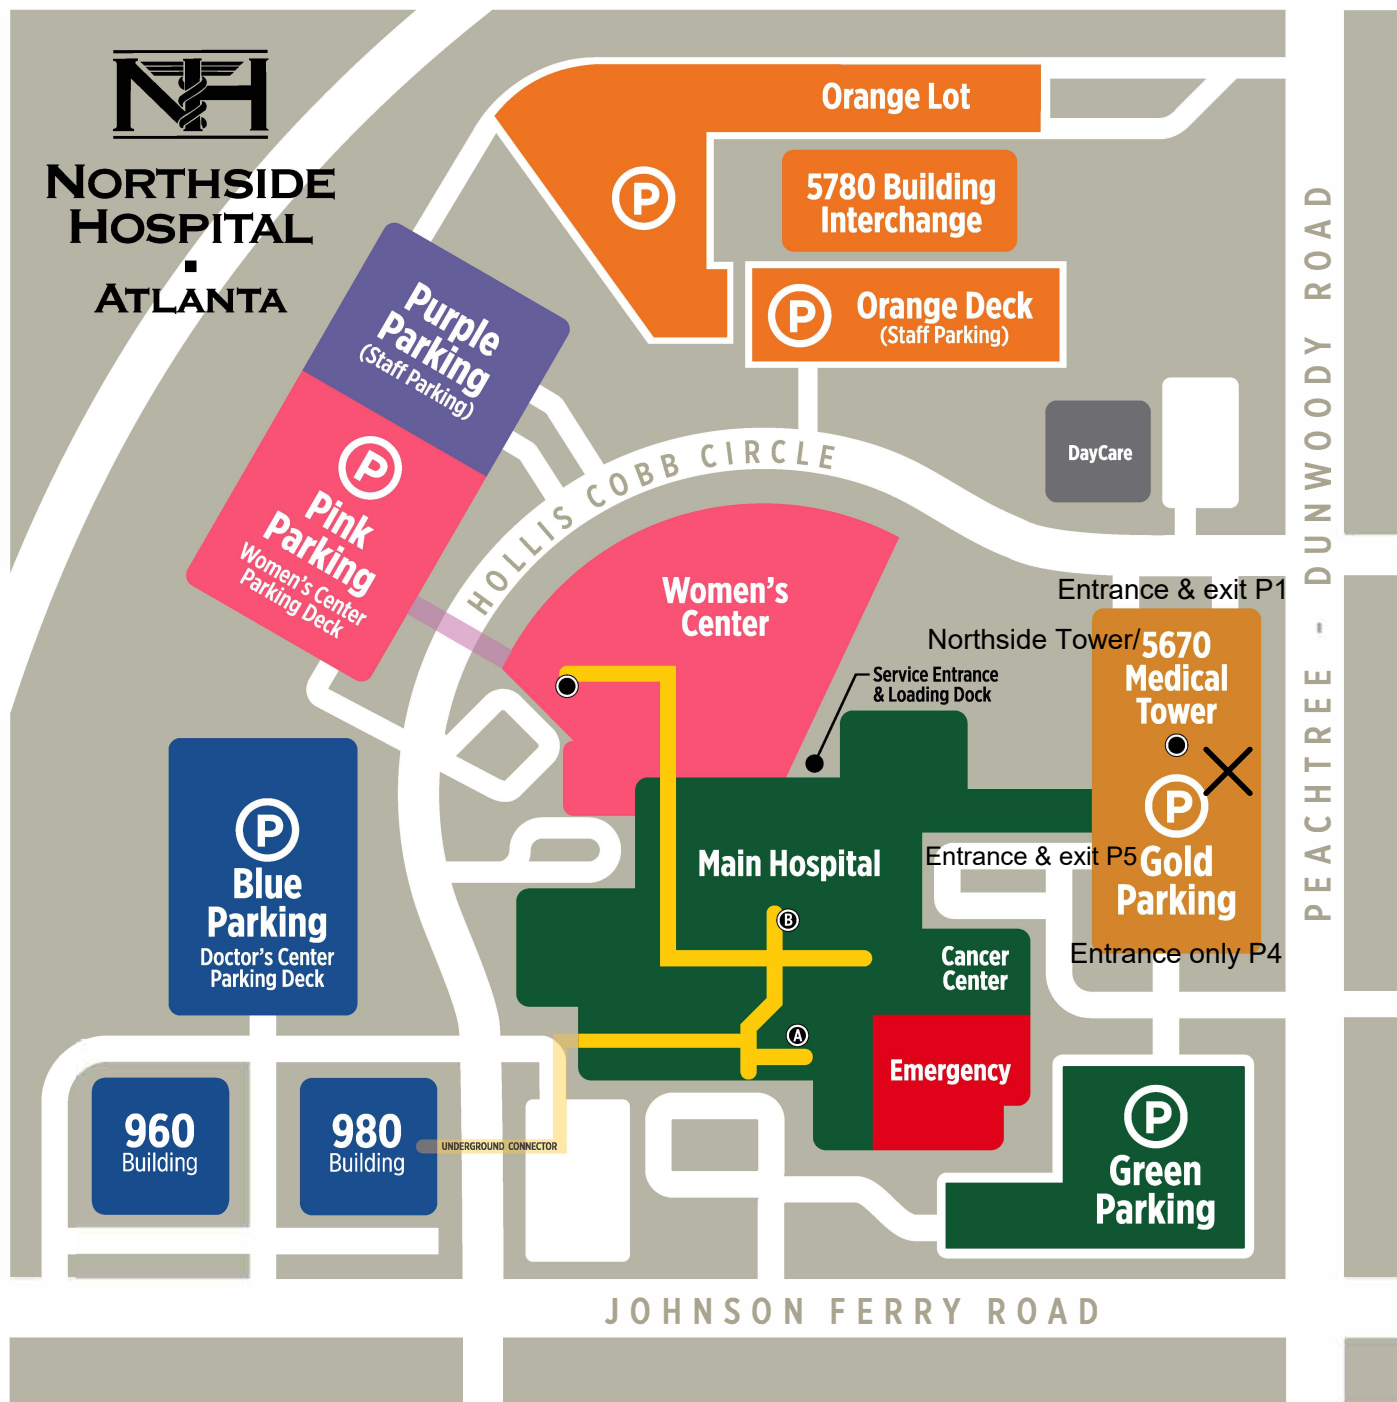 NORTHSIDE
HOSPITAL
ATLANTA
Orange Lot
P
5780 Building
Interchange
P
Orange Deck
(Staff Parking)
Purple
Parking
(Staff Parking)
P
Pink
Parking
Women's Center
Parking Deck
HOLLIS COBB CIRCLE
DayCare
PEACHTREE - DUNWOODY ROAD
Women's
Center
Entrance & exit P1
Northside Tower/
5670
Medical
Tower
Service Entrance
& Loading Dock
P
Gold
Parking
Entrance & exit P5
Entrance only P4
P
Blue
Parking
Doctor's Center
Parking Deck
Main Hospital
B
A
Cancer
Center
Emergency
960
Building
980
Building
UNDERGROUND CONNECTOR
P
Green
Parking
JOHNSON FERRY ROAD